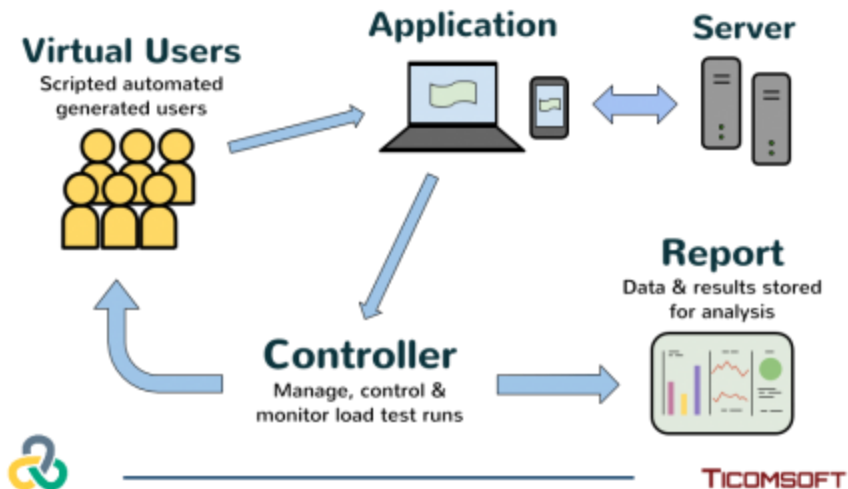 Virtual Users
Scripted automated
generated users
Application
Server
Report
Data & results stored
for analysis
Controller
Manage, control &
monitor load test runs
TICOMSOFT